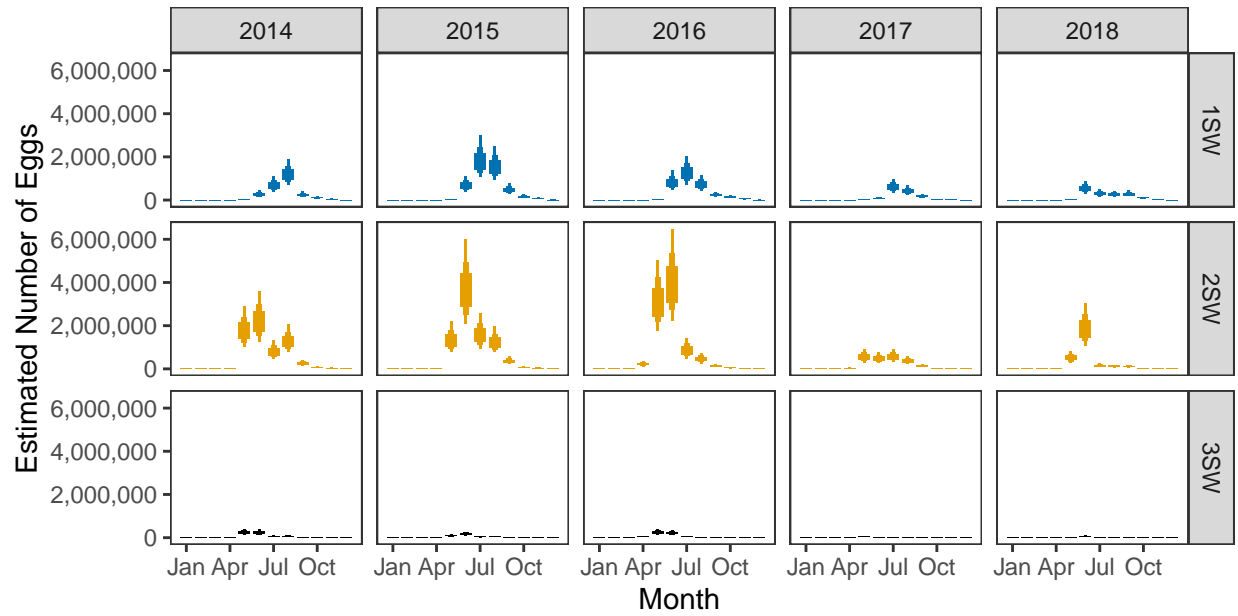 2014 2015 2016 2017 2018
6,000,000
4,000,000
2,000,000
0
1SW
6,000,000
4,000,000
2,000,000
0
2SW
6,000,000
4,000,000
2,000,000
0
3SW
Estimated Number of Eggs
Jan Apr Jul Oct Jan Apr Jul Oct Jan Apr Jul Oct Jan Apr Jul Oct Jan Apr Jul Oct
Month